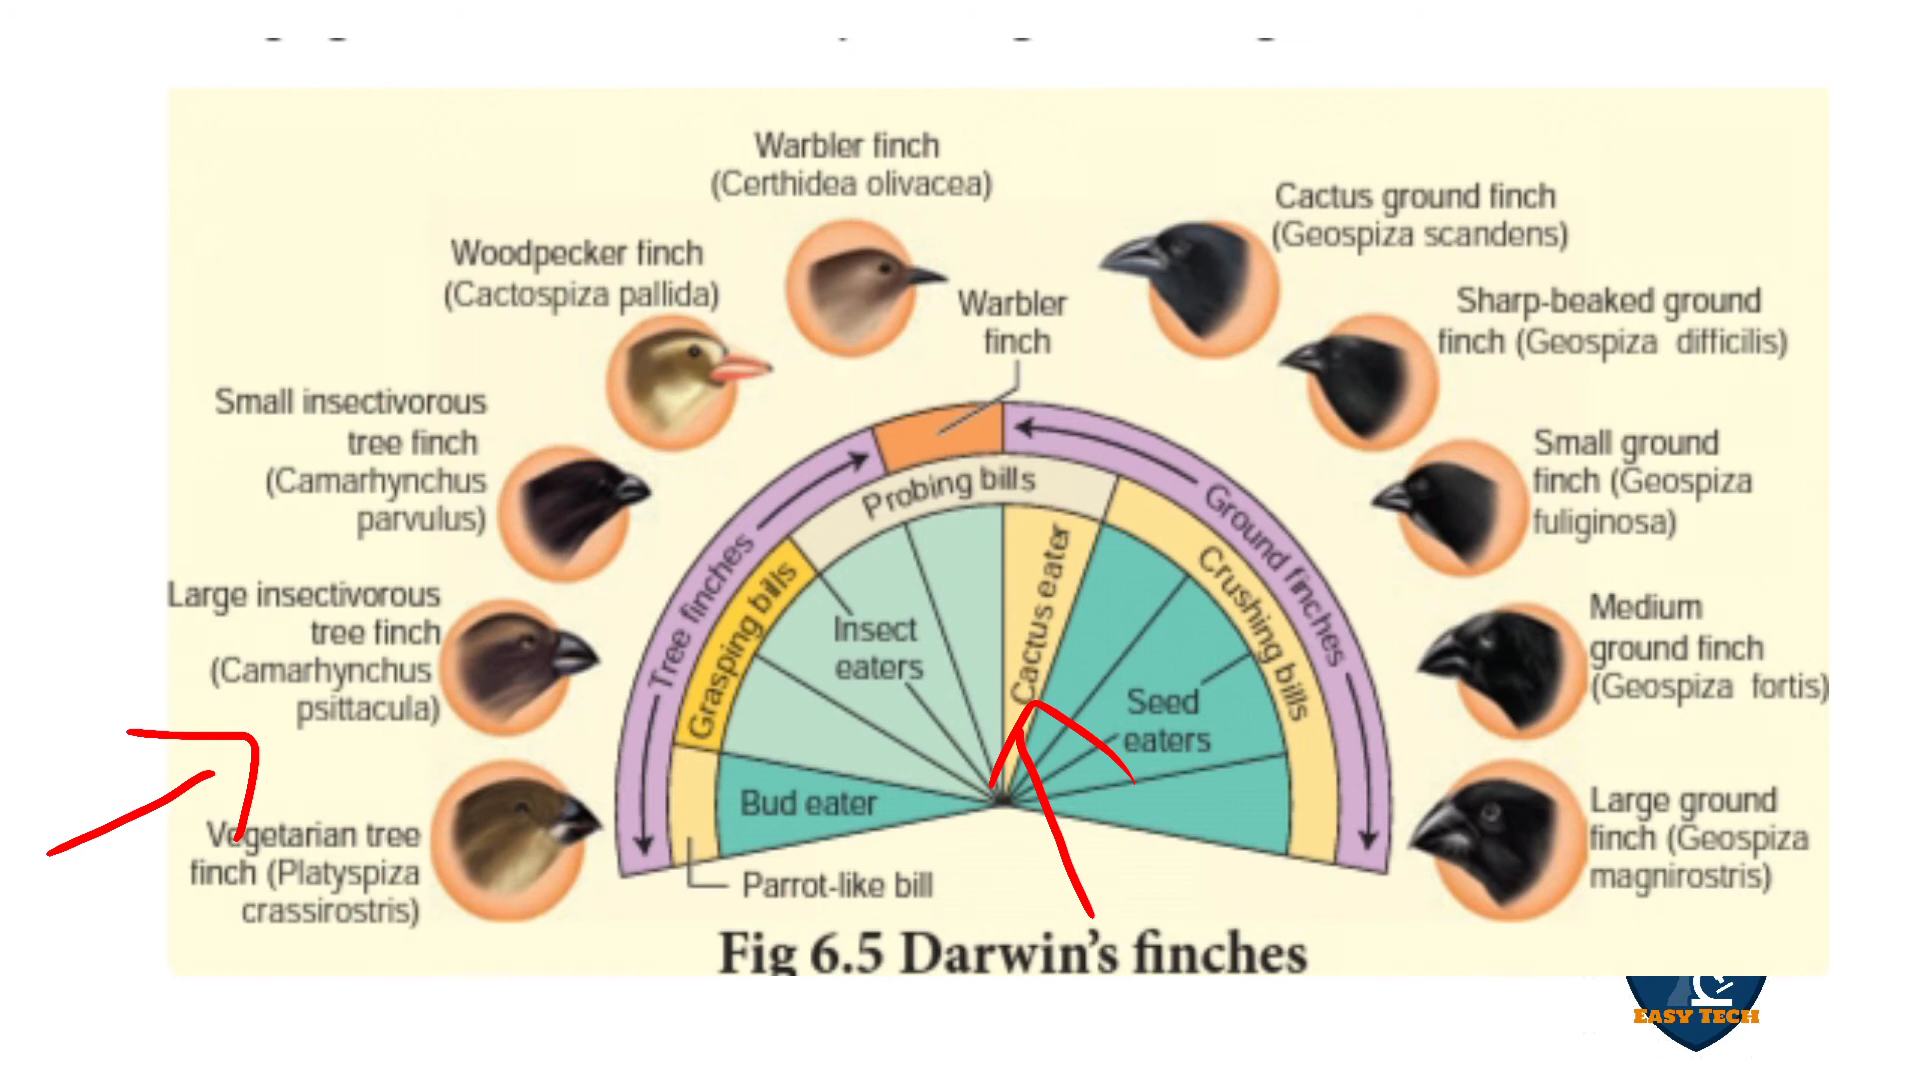 Warbler finch
(Certhidea olivacea)
Woodpecker finch
(Cactospiza pallida)
Small insectivorous
tree finch
(Camarhynchus
parvulus)
Large insectivorous
tree finch
(Camarhynchus
psittacula)
Vegetarian tree
finch (Platyspiza
crassirostris)
Warbler
finch
Cactus ground finch
(Geospiza scandens)
Sharp-beaked ground
finch (Geospiza difficilis)
Small ground
finch (Geospiza
fuliginosa)
Medium
ground finch
(Geospiza fortis)
Large ground
finch (Geospiza
magnirostris)
Tree finches
Ground finches
Grasping bills
Probing bills
Crushing bills
Insect
eaters
Cactus eater
Seed
eaters
Bud eater
Parrot-like bill
Fig 6.5 Darwin's finches
EASY TECH